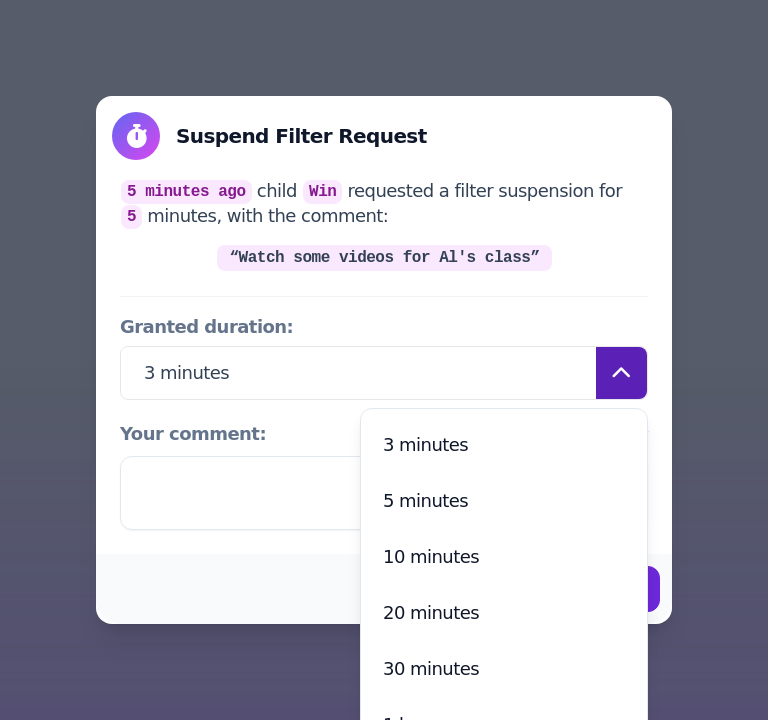 Suspend Filter Request
5 minutes ago child Win requested a filter suspension for
5 minutes, with the comment:
“Watch some videos for Al's class”
Granted duration:
3 minutes
Your comment:
3 minutes
5 minutes
10 minutes
20 minutes
30 minutes